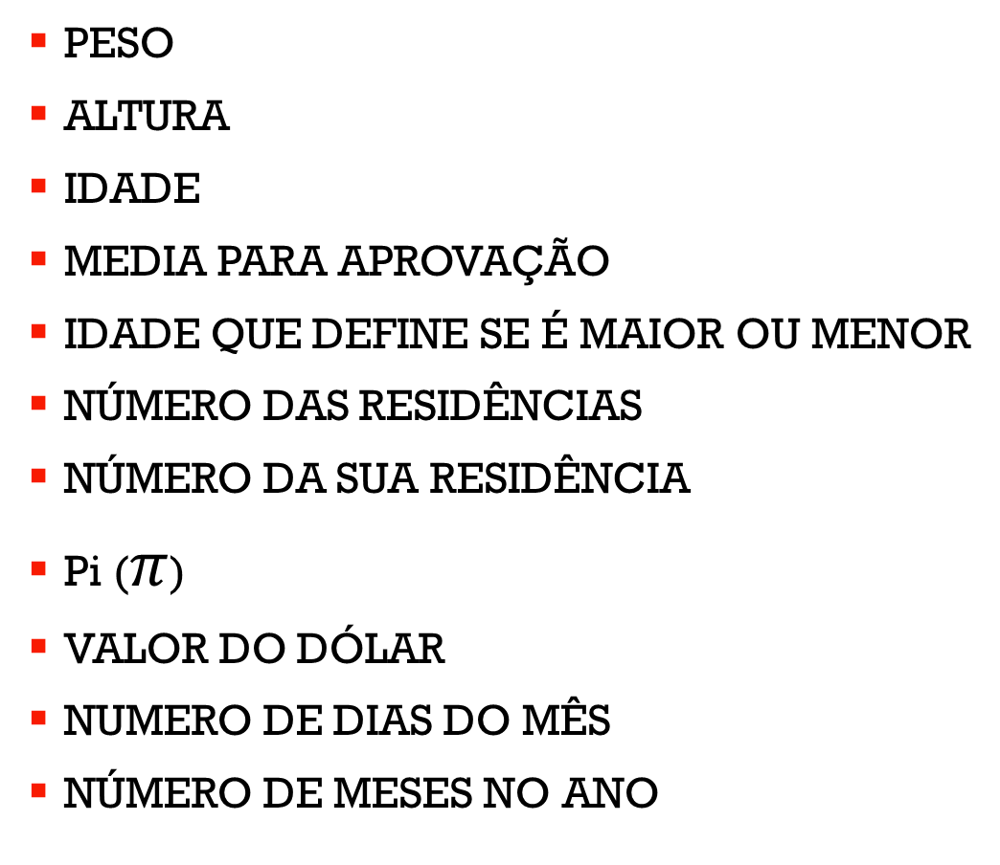 ▪ PESO
▪ ALTURA
▪ IDADE
▪ MEDIA PARA APROVAÇÃO
▪ IDADE QUE DEFINE SE É MAIOR OU MENOR
▪ NÚMERO DAS RESIDÊNCIAS
▪ NÚMERO DA SUA RESIDÊNCIA
▪ Pi (π)
▪ VALOR DO DÓLAR
▪ NUMERO DE DIAS DO MÊS
▪ NÚMERO DE MESES NO ANO